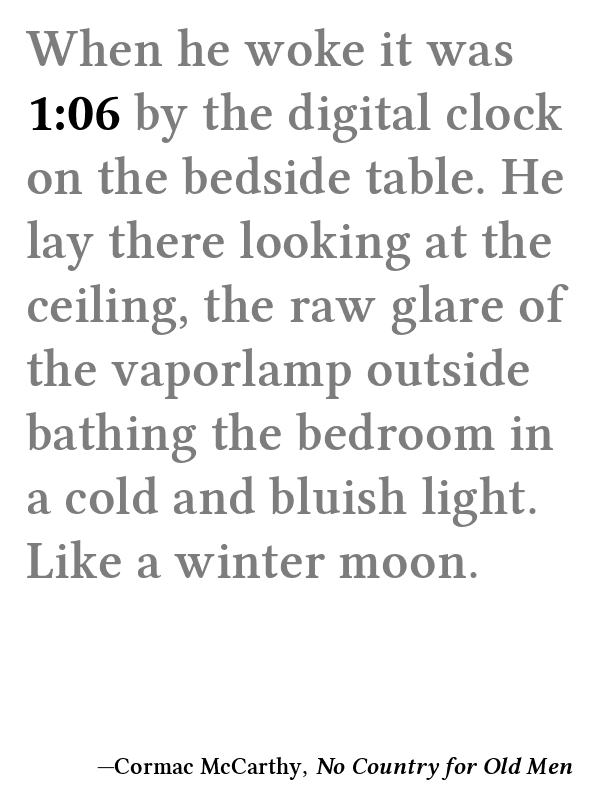 When he woke it was
1:06 by the digital clock
on the bedside table. He
lay there looking at the
ceiling, the raw glare of
the vaporlamp outside
bathing the bedroom in
a cold and bluish light.
Like a winter moon.
—Cormac McCarthy, No Country for Old Men